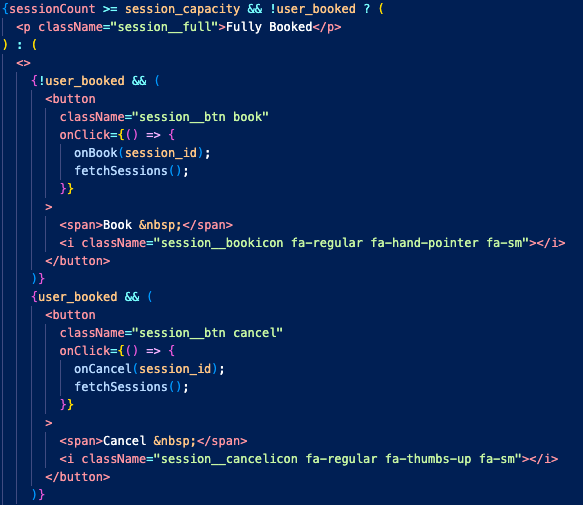 {sessionCount >= session_capacity && !user_booked ? (
  <p className="session__full">Fully Booked</p>
) : (
  <>
    {!user_booked && (
      <button
        className="session__btn book"
        onClick={() => {
          onBook(session_id);
          fetchSessions();
        }}
      >
        <span>Book &nbsp;</span>
        <i className="session__bookicon fa-regular fa-hand-pointer fa-sm"></i>
      </button>
    )}
    {user_booked && (
      <button
        className="session__btn cancel"
        onClick={() => {
          onCancel(session_id);
          fetchSessions();
        }}
      >
        <span>Cancel &nbsp;</span>
        <i className="session__cancelicon fa-regular fa-thumbs-up fa-sm"></i>
      </button>
    )}